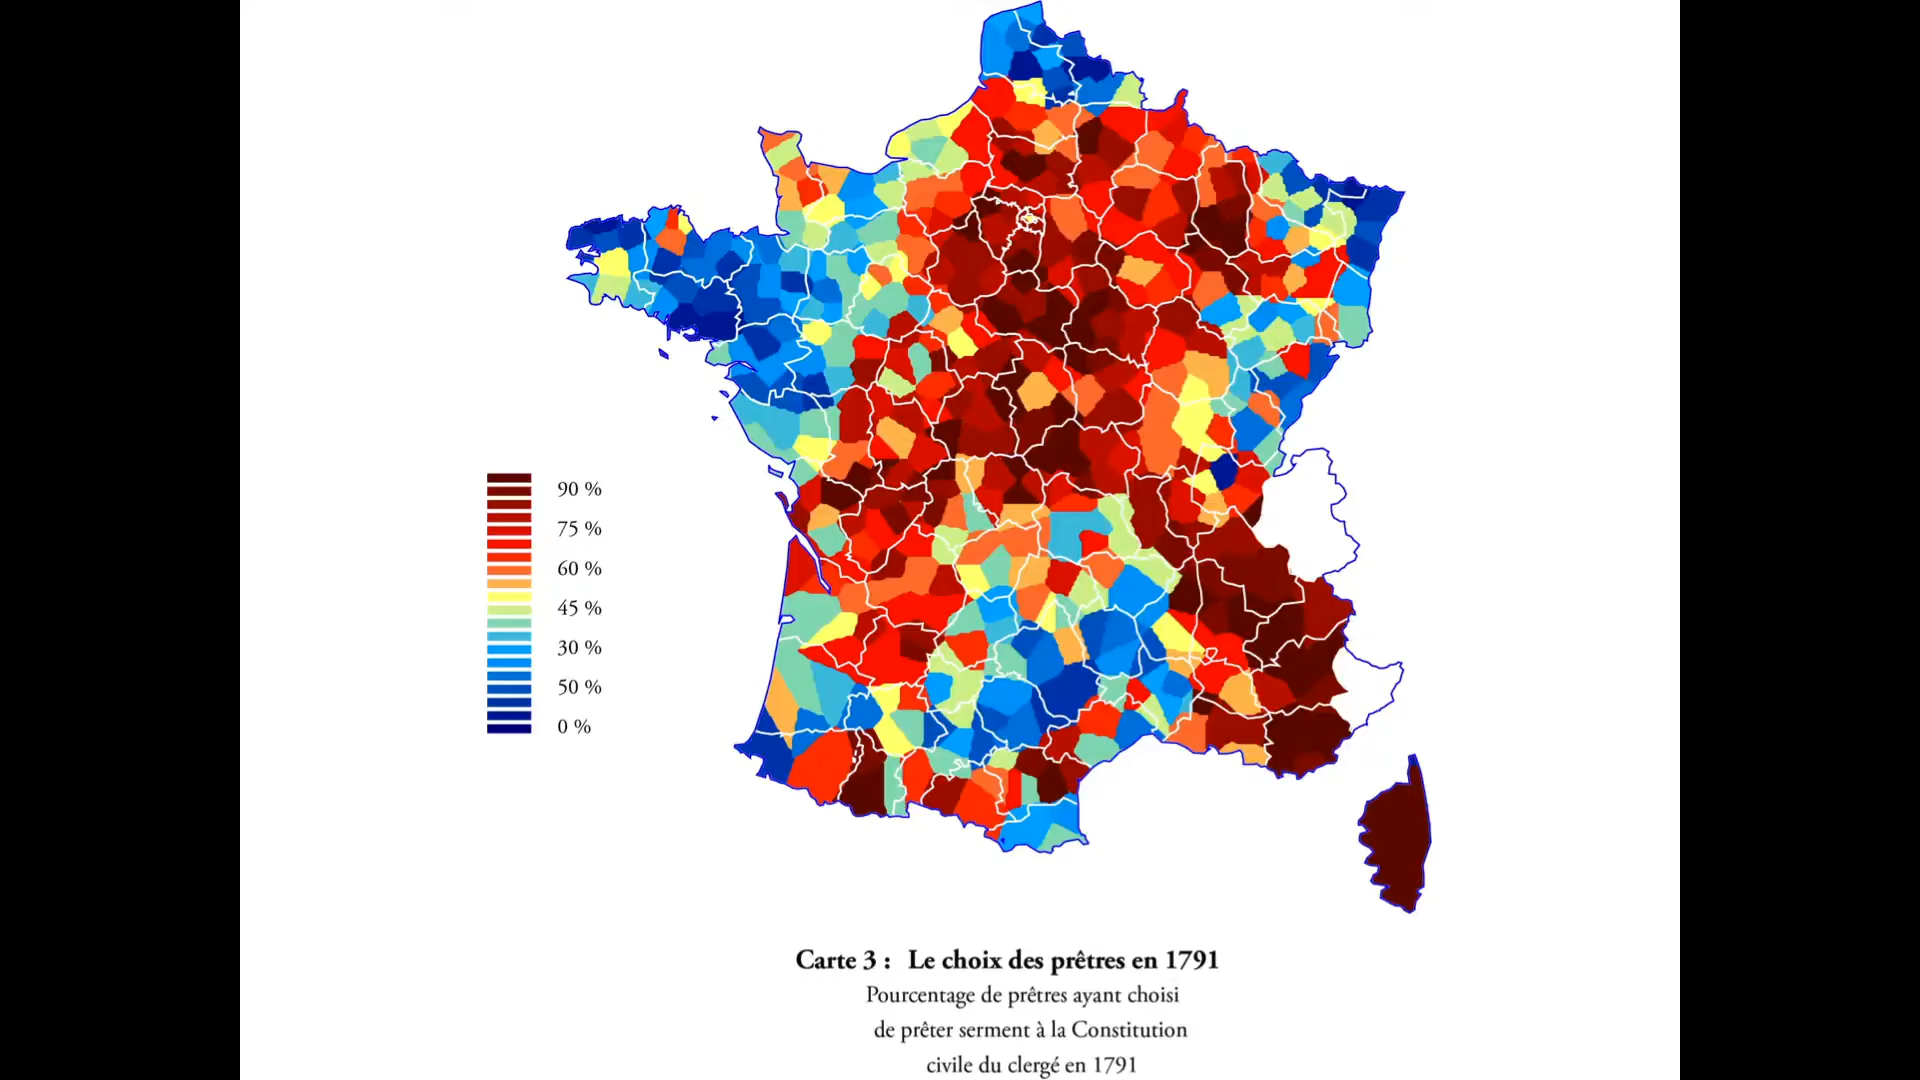 90 %
75 %
60 %
45 %
30 %
50 %
0 %
Carte 3 : Le choix des prêtres en 1791
Pourcentage de prêtres ayant choisi
de prêter serment à la Constitution
civile du clergé en 1791